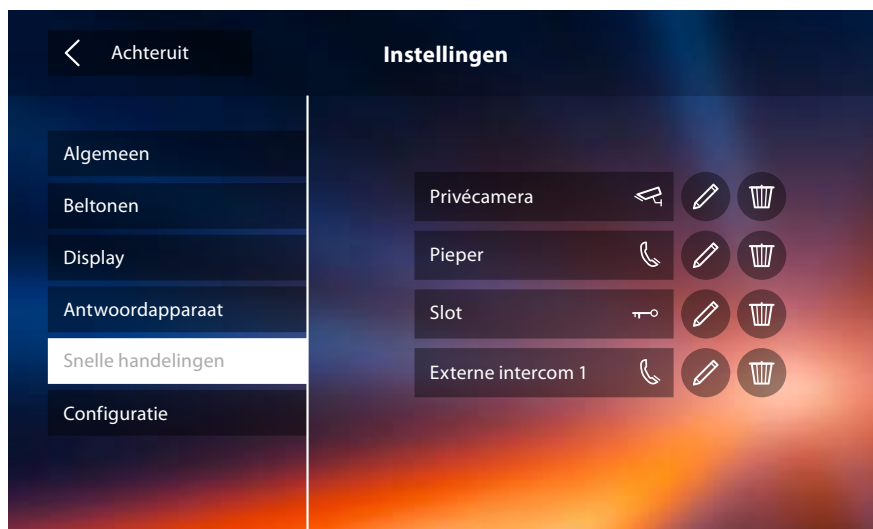 Achteruit
Instellingen
Algemeen
Beltonen
Display
Antwoordapparaat
Snelle handelingen
Configuratie
Privécamera
Pieper
Slot
Externe intercom 1